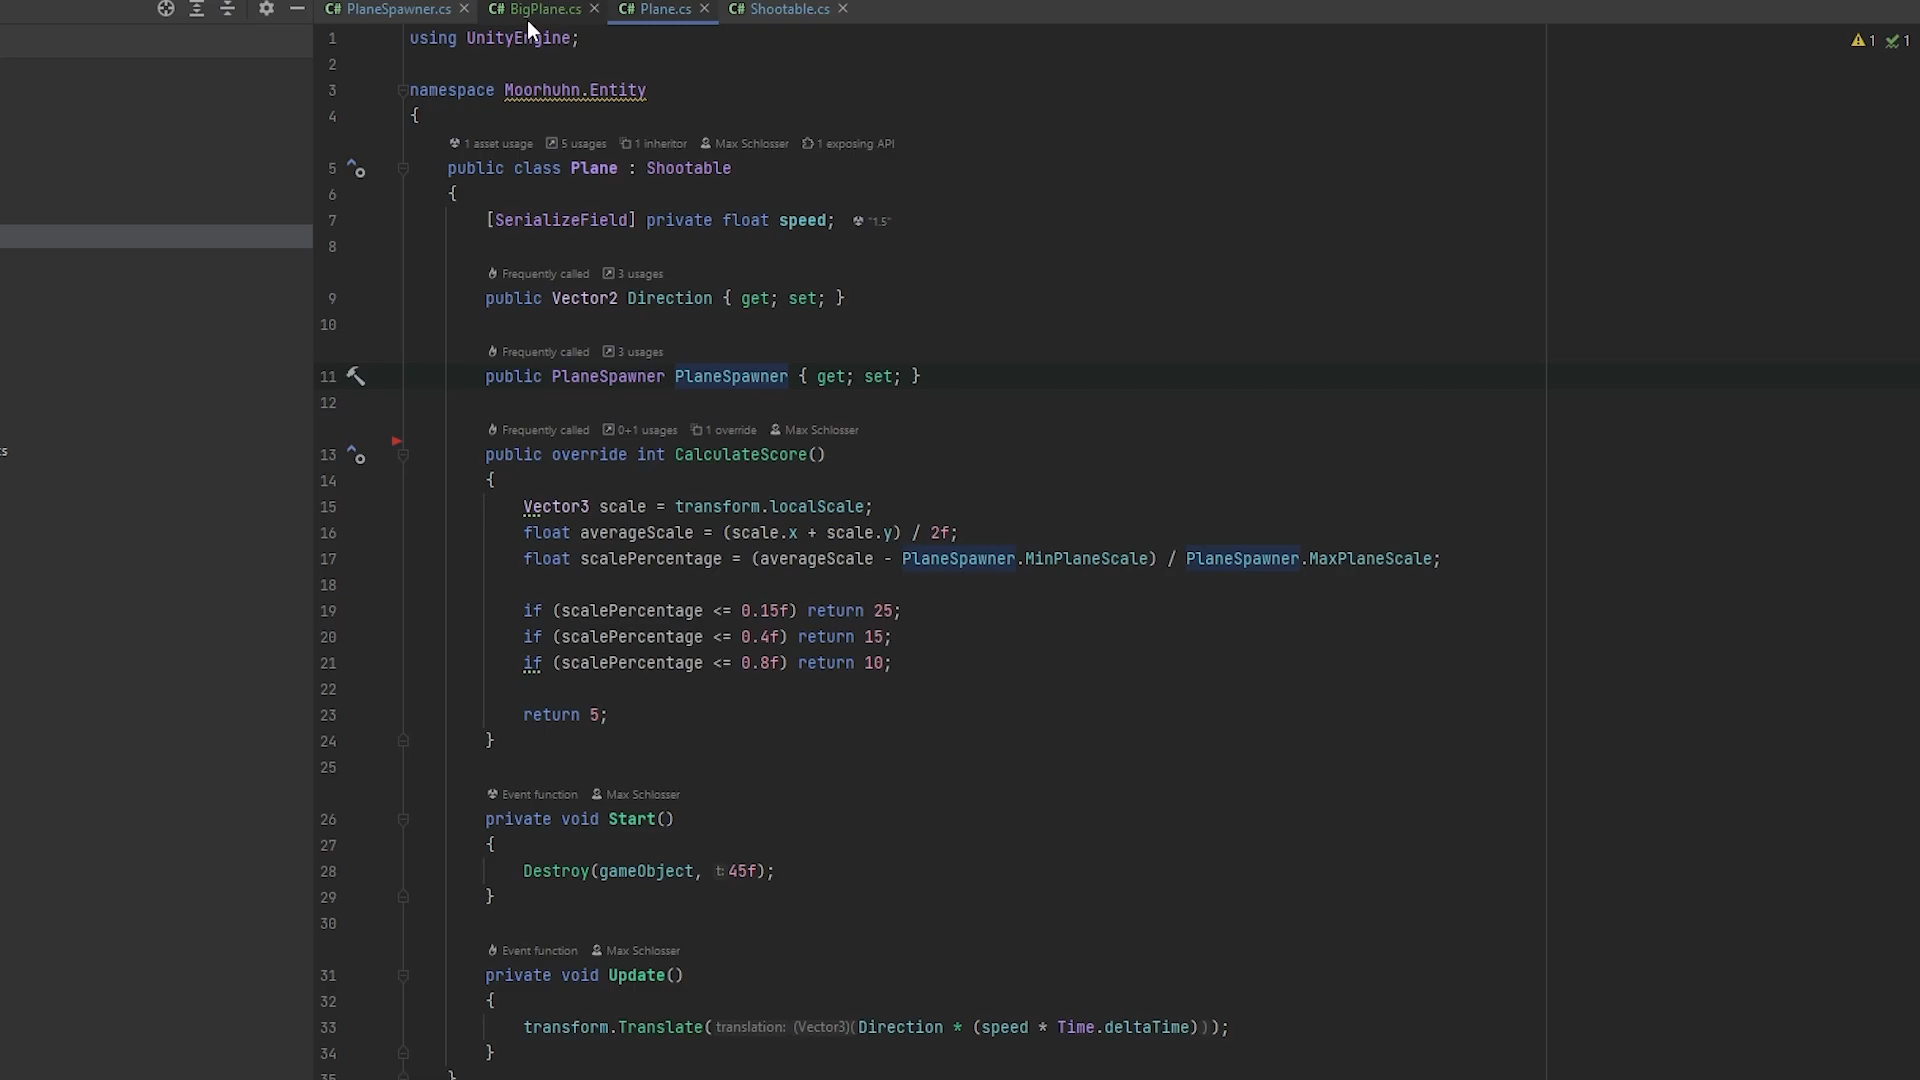 C# PlaneSpawner.cs C# BigPlane.cs C# Plane.cs C# Shootable.cs
1 using UnityEngine; 1 1
2
3 namespace Moorhuhn.Entity
4 {
1 asset usage 5 usages 1 inheritor Max Schlosser 1 exposing API
5 public class Plane : Shootable
6 {
7 [SerializeField] private float speed; "1.5"
8
Frequently called 3 usages
9 public Vector2 Direction { get; set; }
10
Frequently called 3 usages
11 public PlaneSpawner PlaneSpawner { get; set; }
12
Frequently called 0+1 usages 1 override Max Schlosser
s 13 public override int CalculateScore()
14 {
15 Vector3 scale = transform.localScale;
16 float averageScale = (scale.x + scale.y) / 2f;
17 float scalePercentage = (averageScale - PlaneSpawner.MinPlaneScale) / PlaneSpawner.MaxPlaneScale;
18
19 if (scalePercentage <= 0.15f) return 25;
20 if (scalePercentage <= 0.4f) return 15;
21 if (scalePercentage <= 0.8f) return 10;
22
23 return 5;
24 }
25
Event function Max Schlosser
26 private void Start()
27 {
28 Destroy(gameObject, t: 45f);
29 }
30
Event function Max Schlosser
31 private void Update()
32 {
33 transform.Translate( translation: (Vector3)(Direction * (speed * Time.deltaTime)));
34 }
35 }